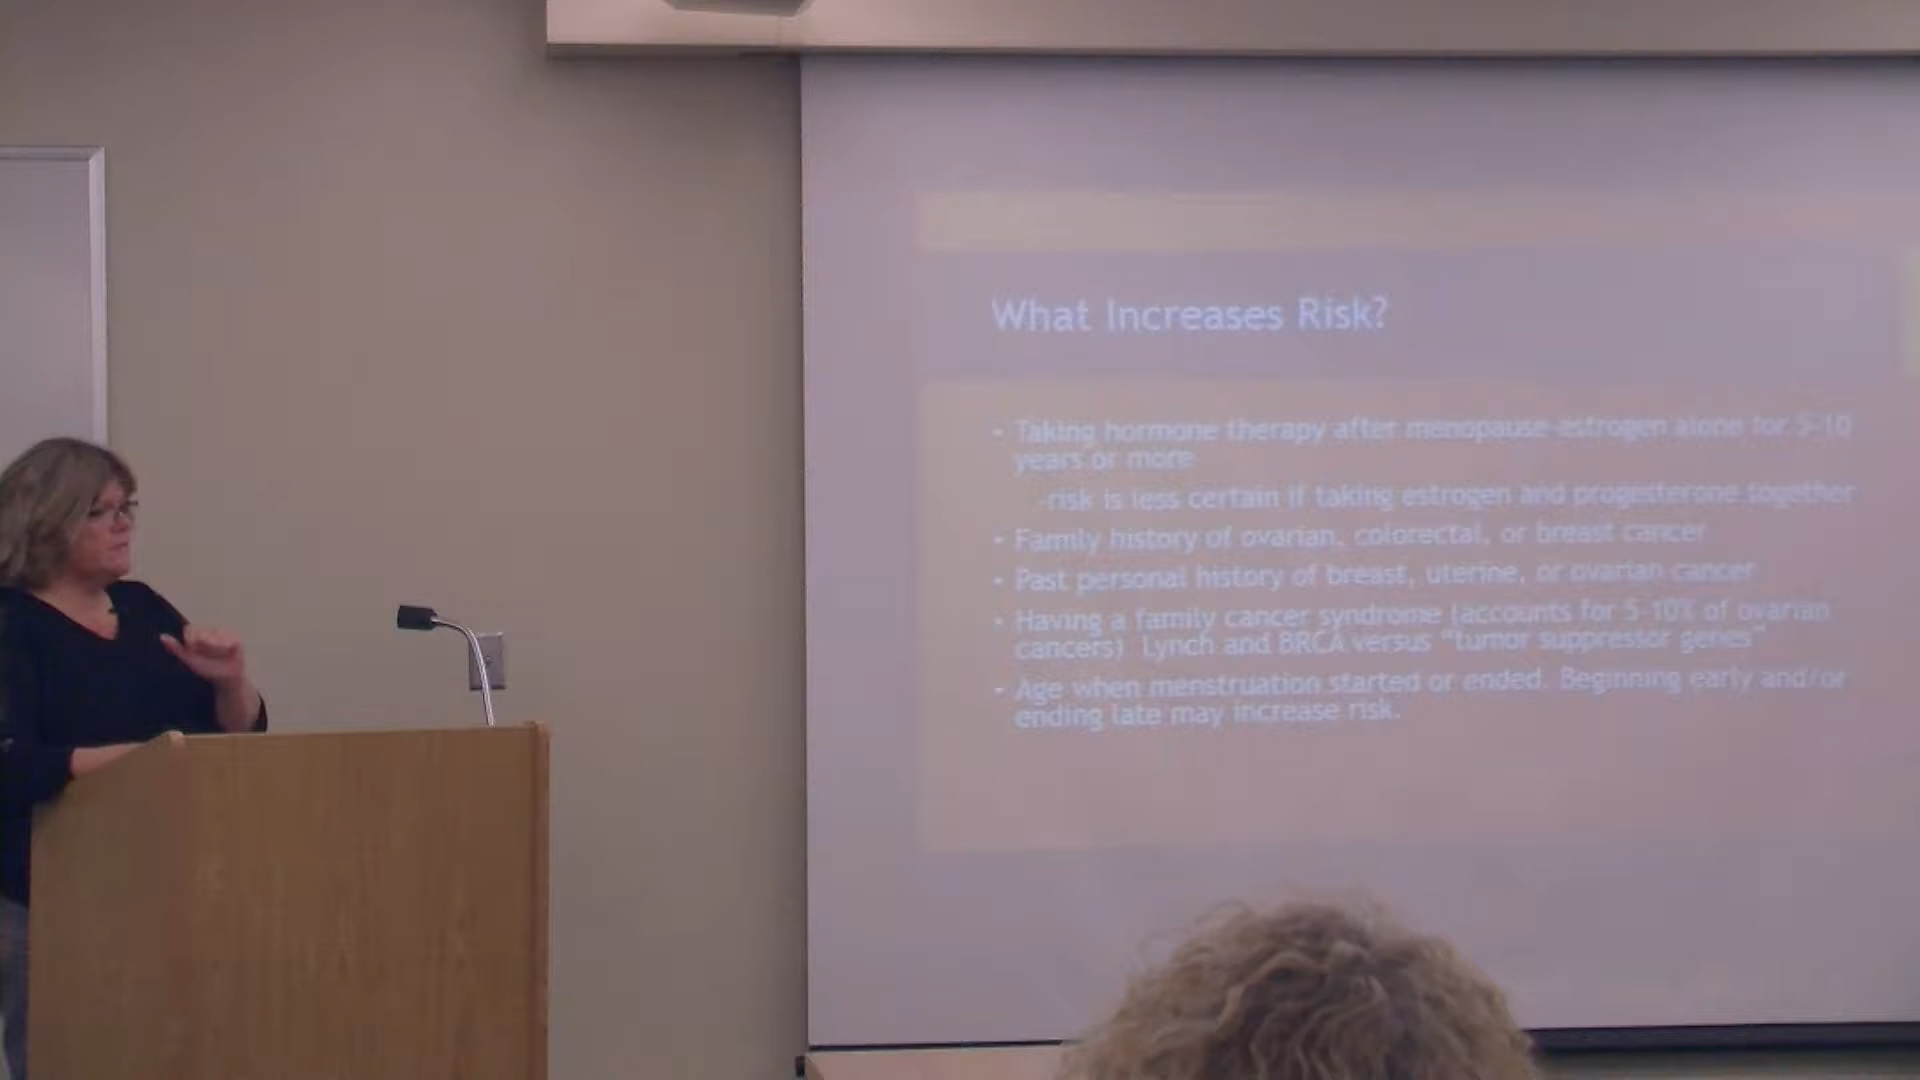 What Increases Risk?
- Taking hormone therapy after menopause-estrogen alone for 5-10
years or more
-risk is less certain if taking estrogen and progesterone together
- Family history of ovarian, colorectal, or breast cancer
- Past personal history of breast, uterine, or ovarian cancer
- Having a family cancer syndrome (accounts for 5-10% of ovarian
cancers) Lynch and BRCA versus "tumor suppressor genes"
- Age when menstruation started or ended. Beginning early and/or
ending late may increase risk.